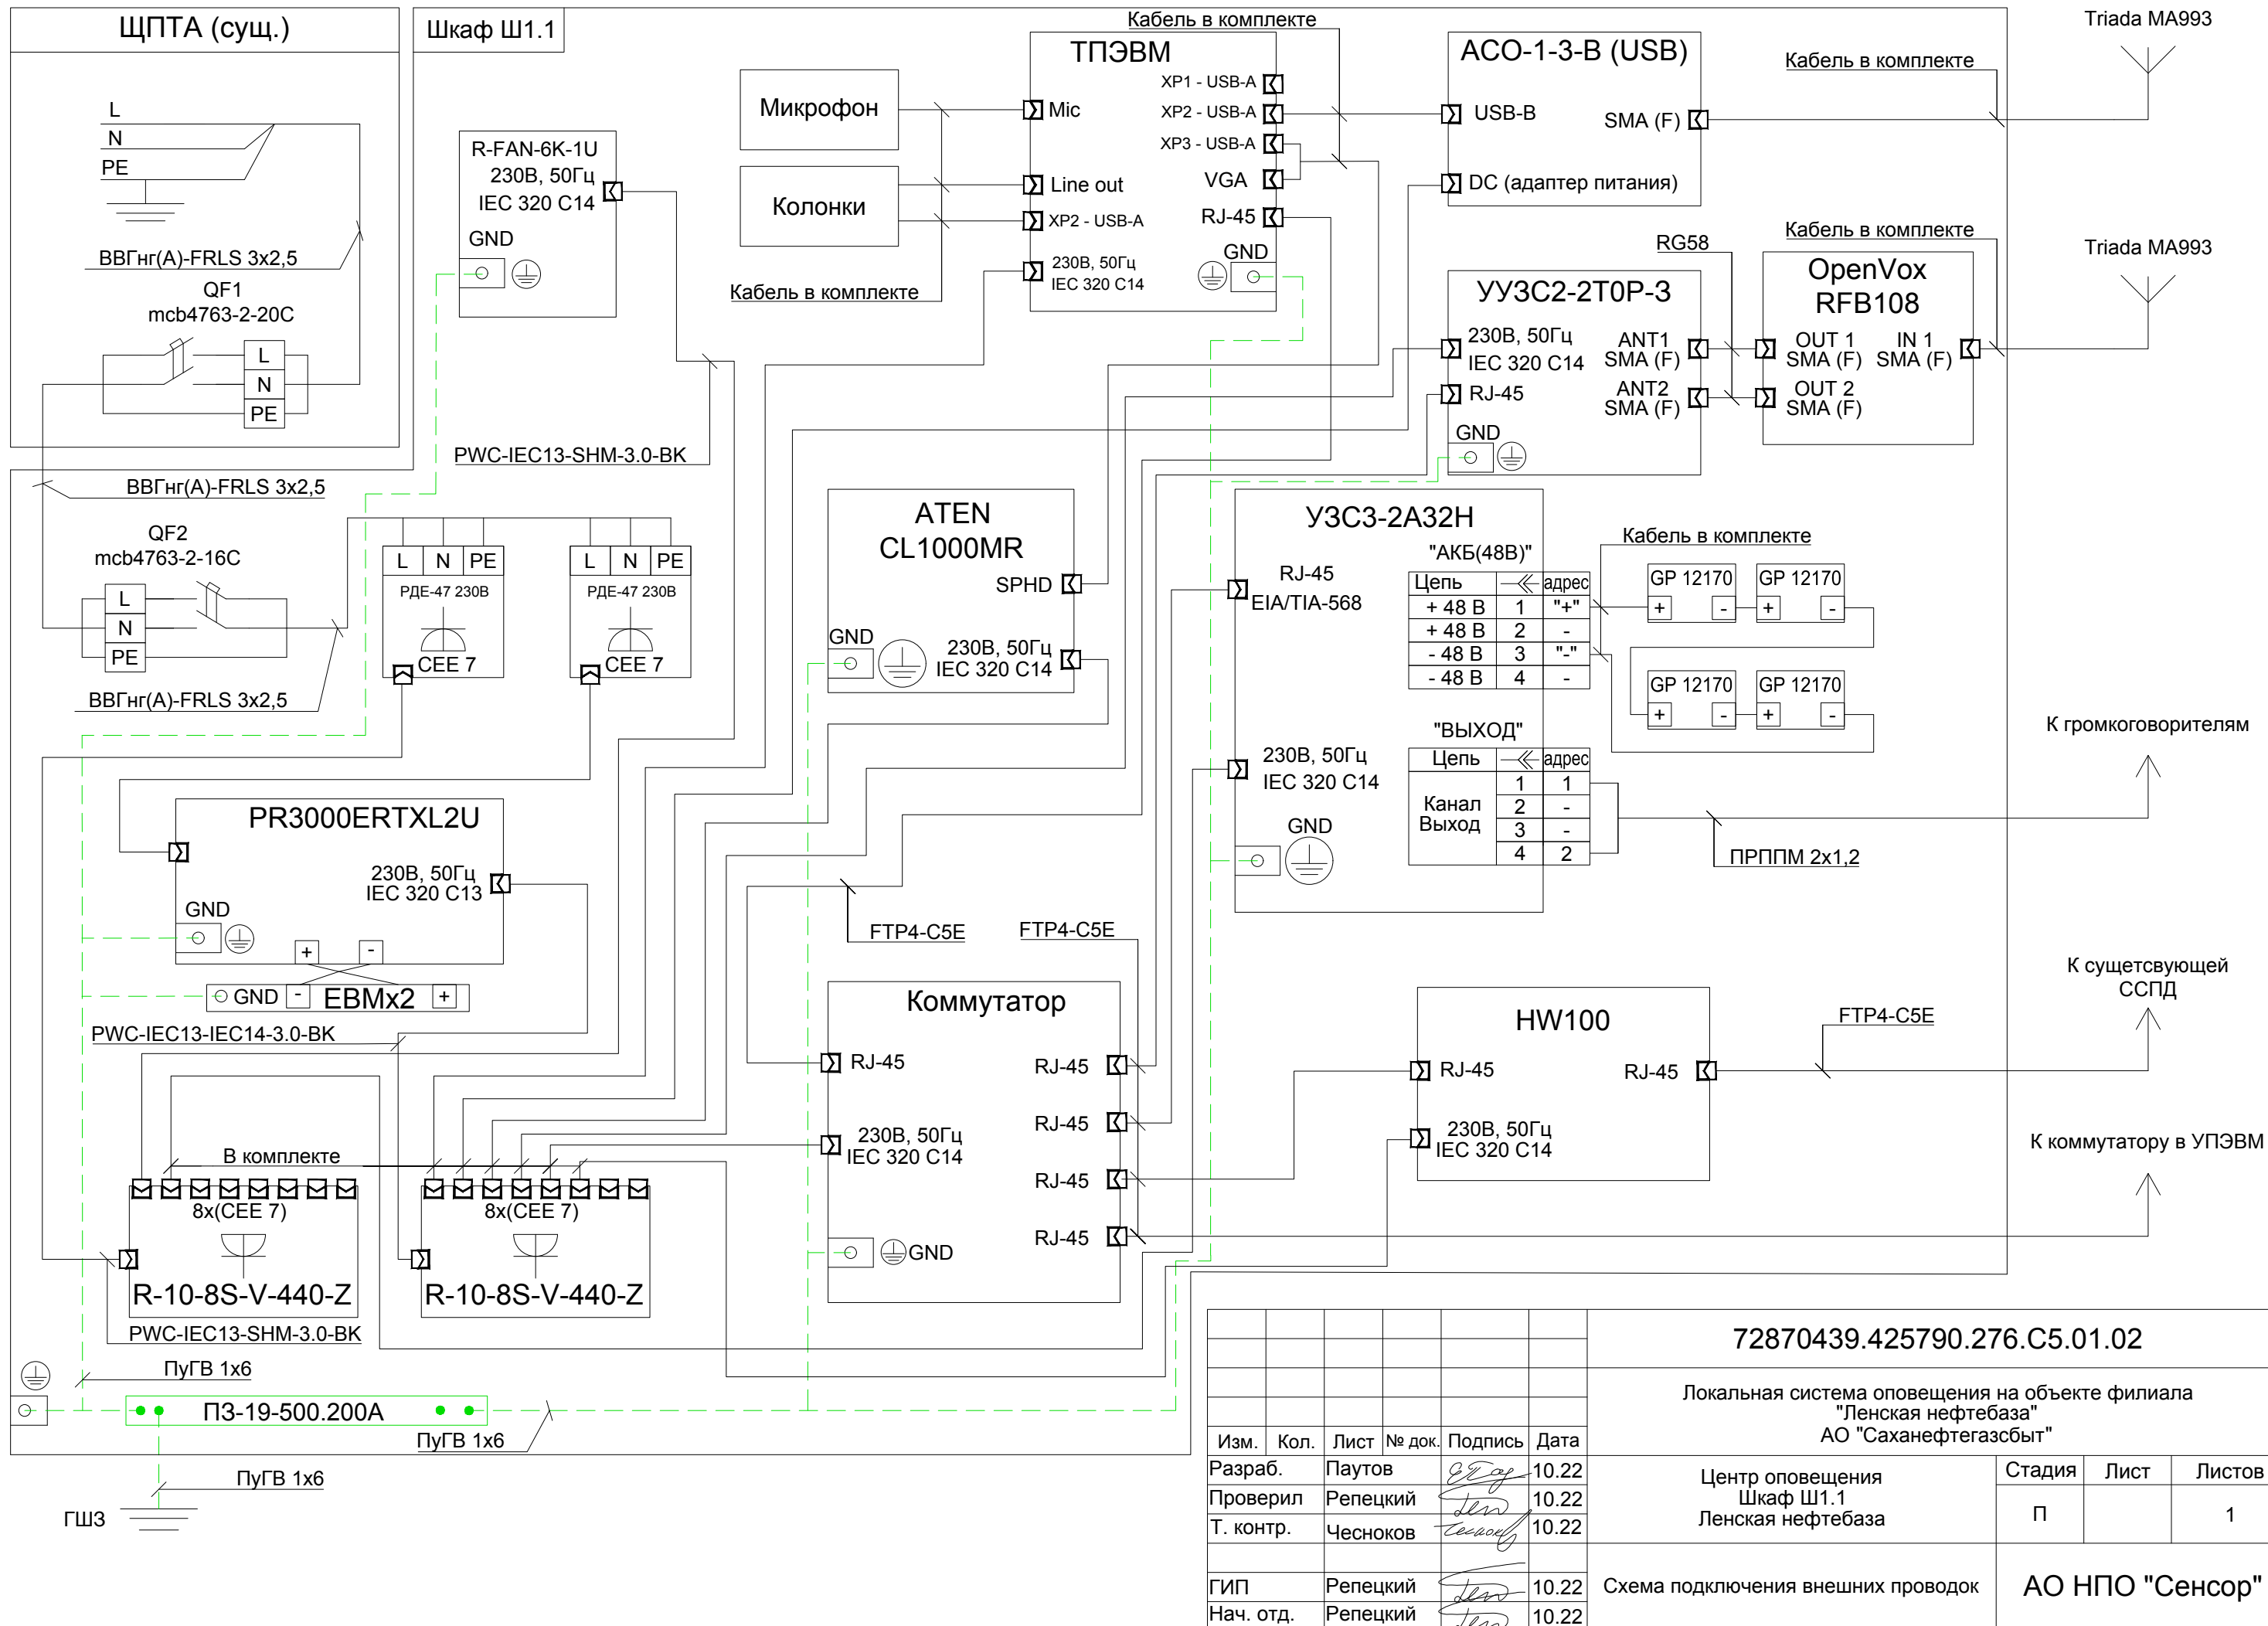 ЩПТА (сущ.)
L
N
PE
ВВГнг(А)-FRLS 3х2,5
QF1
mcb4763-2-20C
L
N
PE
Шкаф Ш1.1
R-FAN-6K-1U
230В, 50Гц
IEC 320 C14
GND
PWC-IEC13-SHM-3.0-BK
Микрофон
Колонки
Кабель в комплекте
Кабель в комплекте
ТПЭВМ
Mic
Line out
XP2 - USB-A
230В, 50Гц
IEC 320 C14
XP1 - USB-A
XP2 - USB-A
XP3 - USB-A
VGA
RJ-45
GND
АСО-1-3-В (USB)
USB-B
SMA (F)
DC (адаптер питания)
Кабель в комплекте
Triada MA993
RG58
Кабель в комплекте
Triada MA993
УУЗС2-2Т0Р-3
230В, 50Гц
IEC 320 C14
RJ-45
ANT1
SMA (F)
ANT2
SMA (F)
GND
OpenVox
RFB108
OUT 1
SMA (F)
IN 1
SMA (F)
OUT 2
SMA (F)
ВВГнг(А)-FRLS 3х2,5
QF2
mcb4763-2-16C
L
N
PE
ВВГнг(А)-FRLS 3х2,5
L N PE
РДЕ-47 230В
CEE 7
L N PE
РДЕ-47 230В
CEE 7
ATEN
CL1000MR
SPHD
GND
230В, 50Гц
IEC 320 C14
УЗС3-2А32Н
RJ-45
EIA/TIA-568
"АКБ(48В)"
Цепь адрес
+ 48 В 1 "+"
+ 48 В 2 -
- 48 В 3 "-"
- 48 В 4 -
"ВЫХОД"
Цепь адрес
Канал
Выход
1 1
2 -
3 -
4 2
230В, 50Гц
IEC 320 C14
GND
Кабель в комплекте
GP 12170
+ -
GP 12170
+ -
GP 12170
+ -
GP 12170
+ -
К громкоговорителям
ПРППМ 2х1,2
PR3000ERTXL2U
230В, 50Гц
IEC 320 C13
GND
+ -
GND - EBMx2 +
PWC-IEC13-IEC14-3.0-BK
FTP4-C5E
FTP4-C5E
Коммутатор
RJ-45
230В, 50Гц
IEC 320 C14
GND
RJ-45
RJ-45
RJ-45
RJ-45
HW100
RJ-45
RJ-45
230В, 50Гц
IEC 320 C14
FTP4-C5E
К сущетсвующей
ССПД
К коммутатору в УПЭВМ
В комплекте
8x(CEE 7)
R-10-8S-V-440-Z
8x(CEE 7)
R-10-8S-V-440-Z
PWC-IEC13-SHM-3.0-BK
ПуГВ 1х6
ПЗ-19-500.200А
ПуГВ 1х6
ПуГВ 1х6
ГШЗ
72870439.425790.276.С5.01.02
Локальная система оповещения на объекте филиала
"Ленская нефтебаза"
АО "Саханефтегазсбыт"
Изм. Кол. Лист № док. Подпись Дата
Разраб. Паутов 10.22
Проверил Репецкий 10.22
Т. контр. Чесноков 10.22
ГИП Репецкий 10.22
Нач. отд. Репецкий 10.22
Центр оповещения
Шкаф Ш1.1
Ленская нефтебаза
Стадия Лист Листов
П 1
Схема подключения внешних проводок
АО НПО "Сенсор"